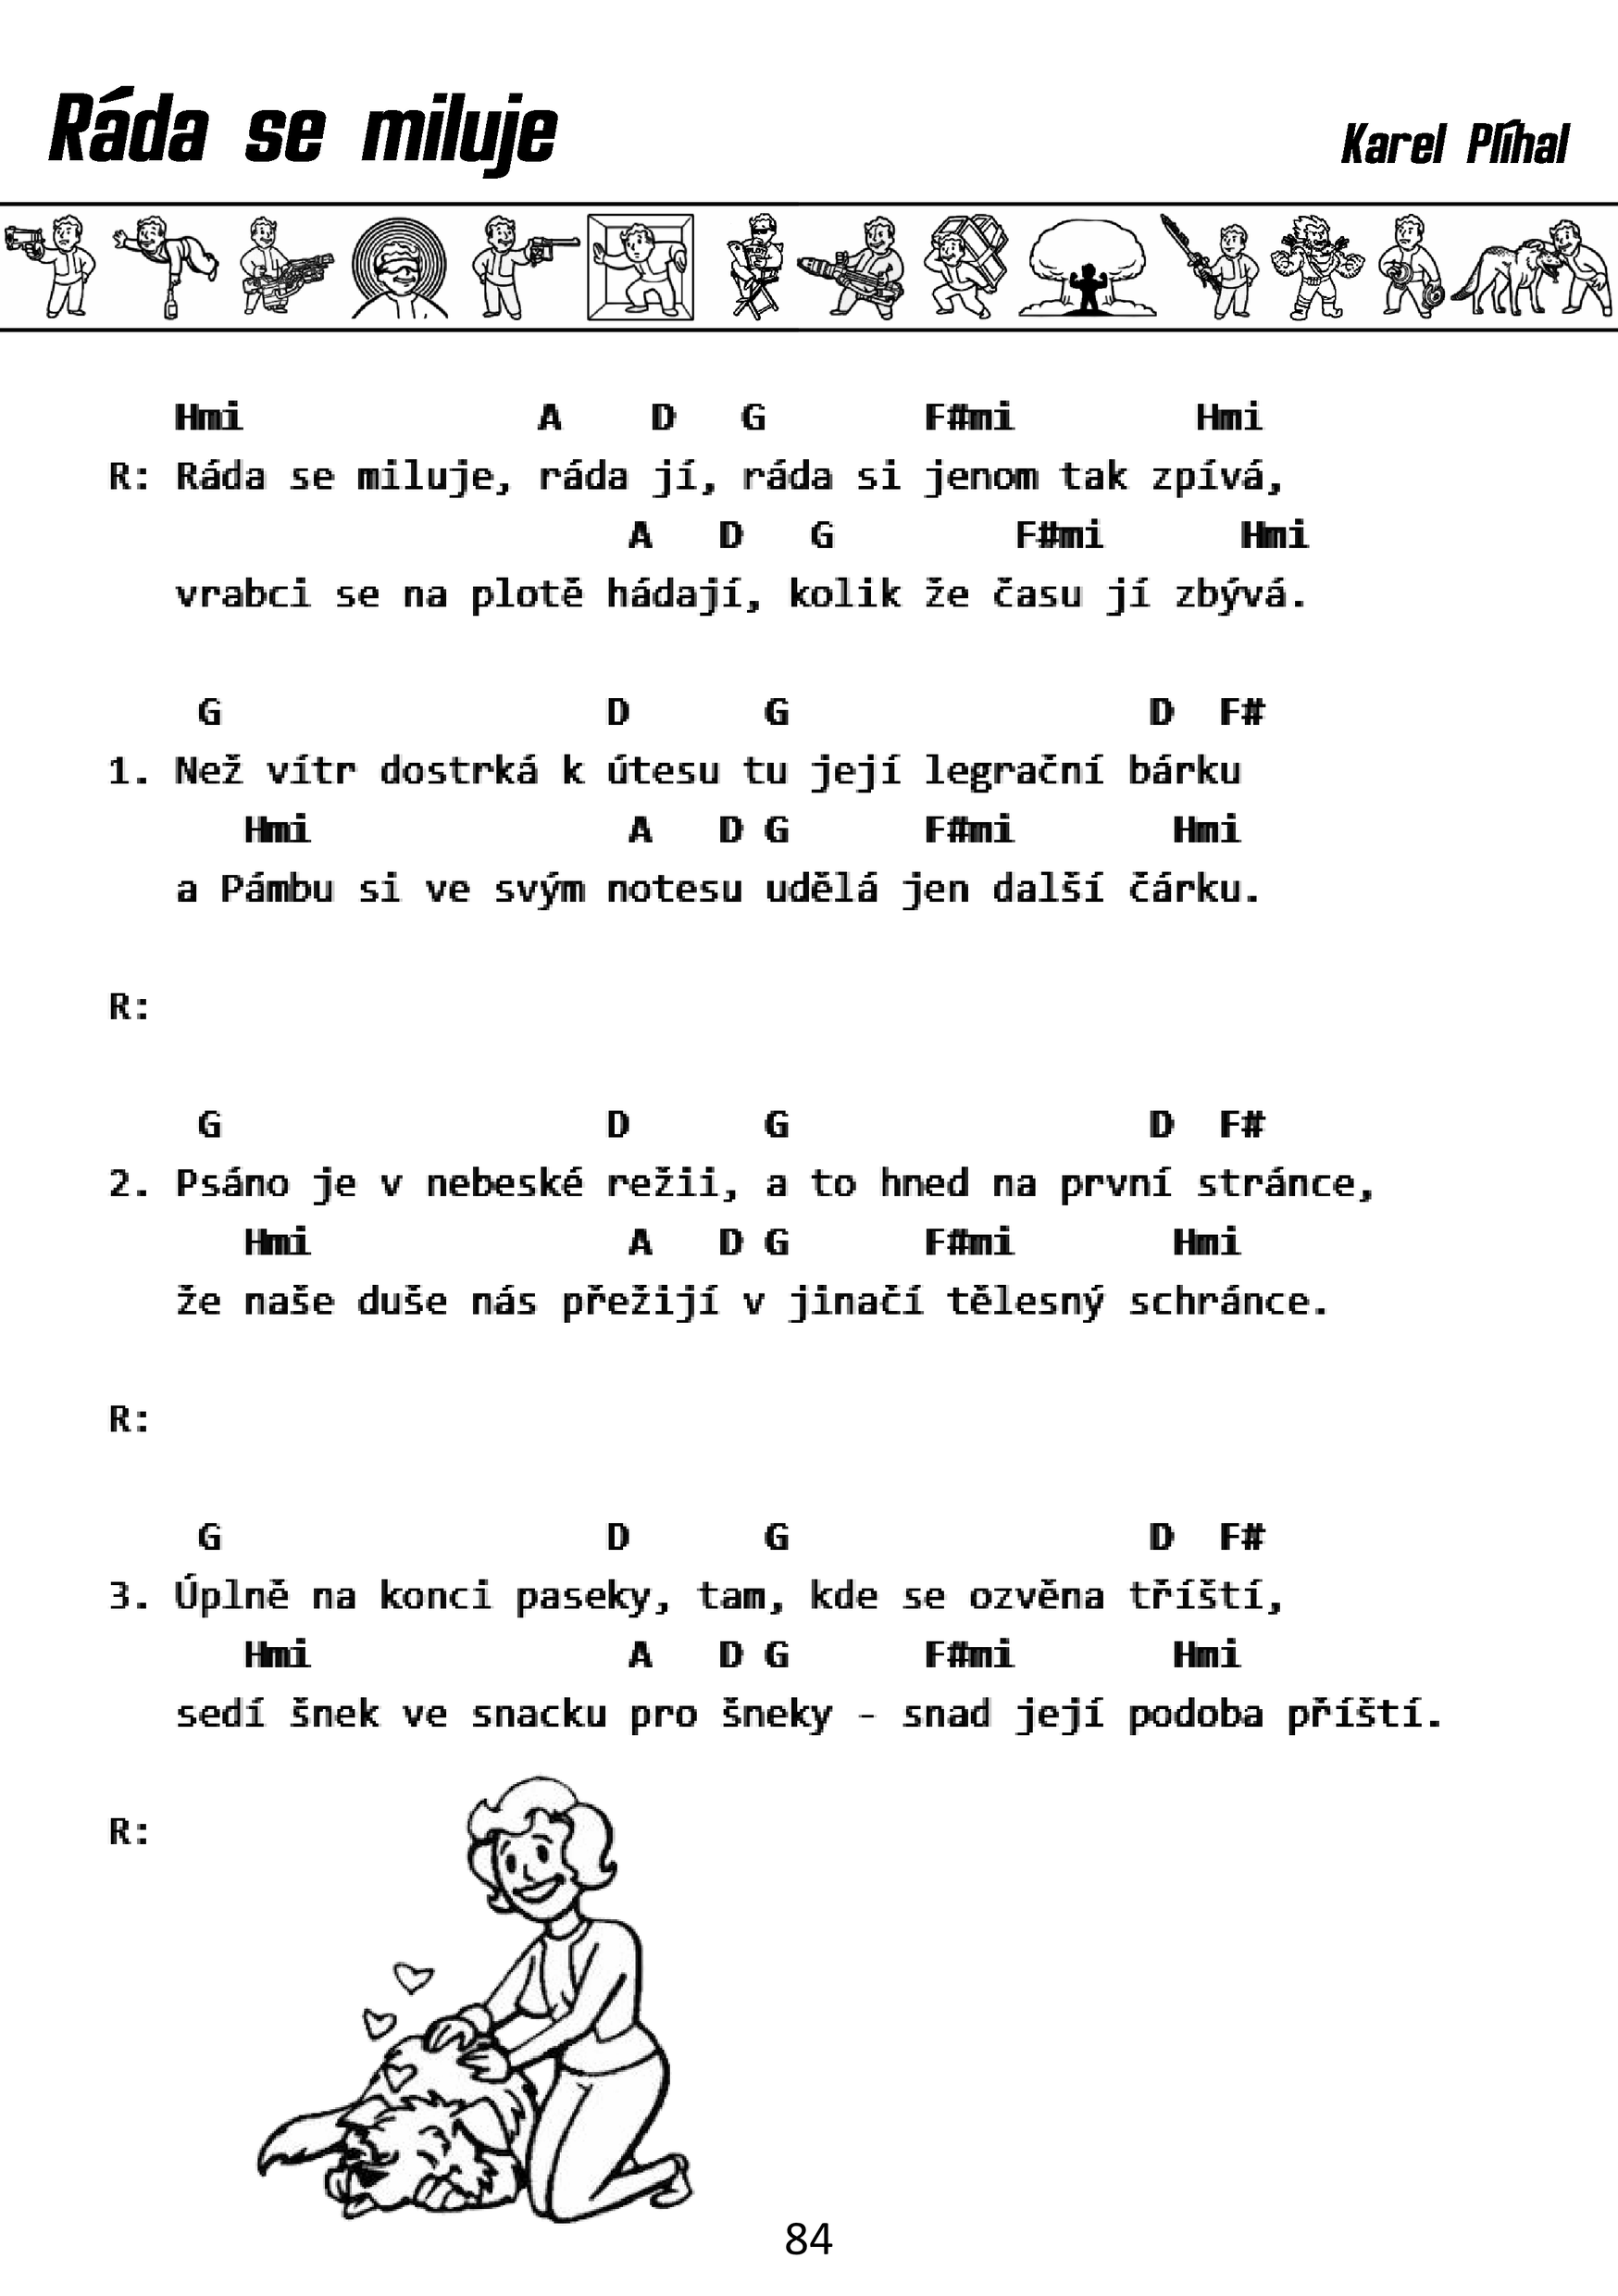 Ráda se miluje
Karel Plíhal
Hmi A D G F#mi Hmi
R: Ráda se miluje, ráda jí, ráda si jenom tak zpívá,
A D G F#mi Hmi
vrabci se na plotě hádají, kolik že času jí zbývá.
G D G D F#
1. Než vítr dostrká k útesu tu její legrační bárku
Hmi A D G F#mi Hmi
a Pámbu si ve svým notesu udělá jen další čárku.
R:
G D G D F#
2. Psáno je v nebeské režii, a to hned na první stránce,
Hmi A D G F#mi Hmi
že naše duše nás přežijí v jinačí tělesný schránce.
R:
G D G D F#
3. Úplně na konci paseky, tam, kde se ozvěna tříští,
Hmi A D G F#mi Hmi
sedí šnek ve snacku pro šneky - snad její podoba příští.
R:
84